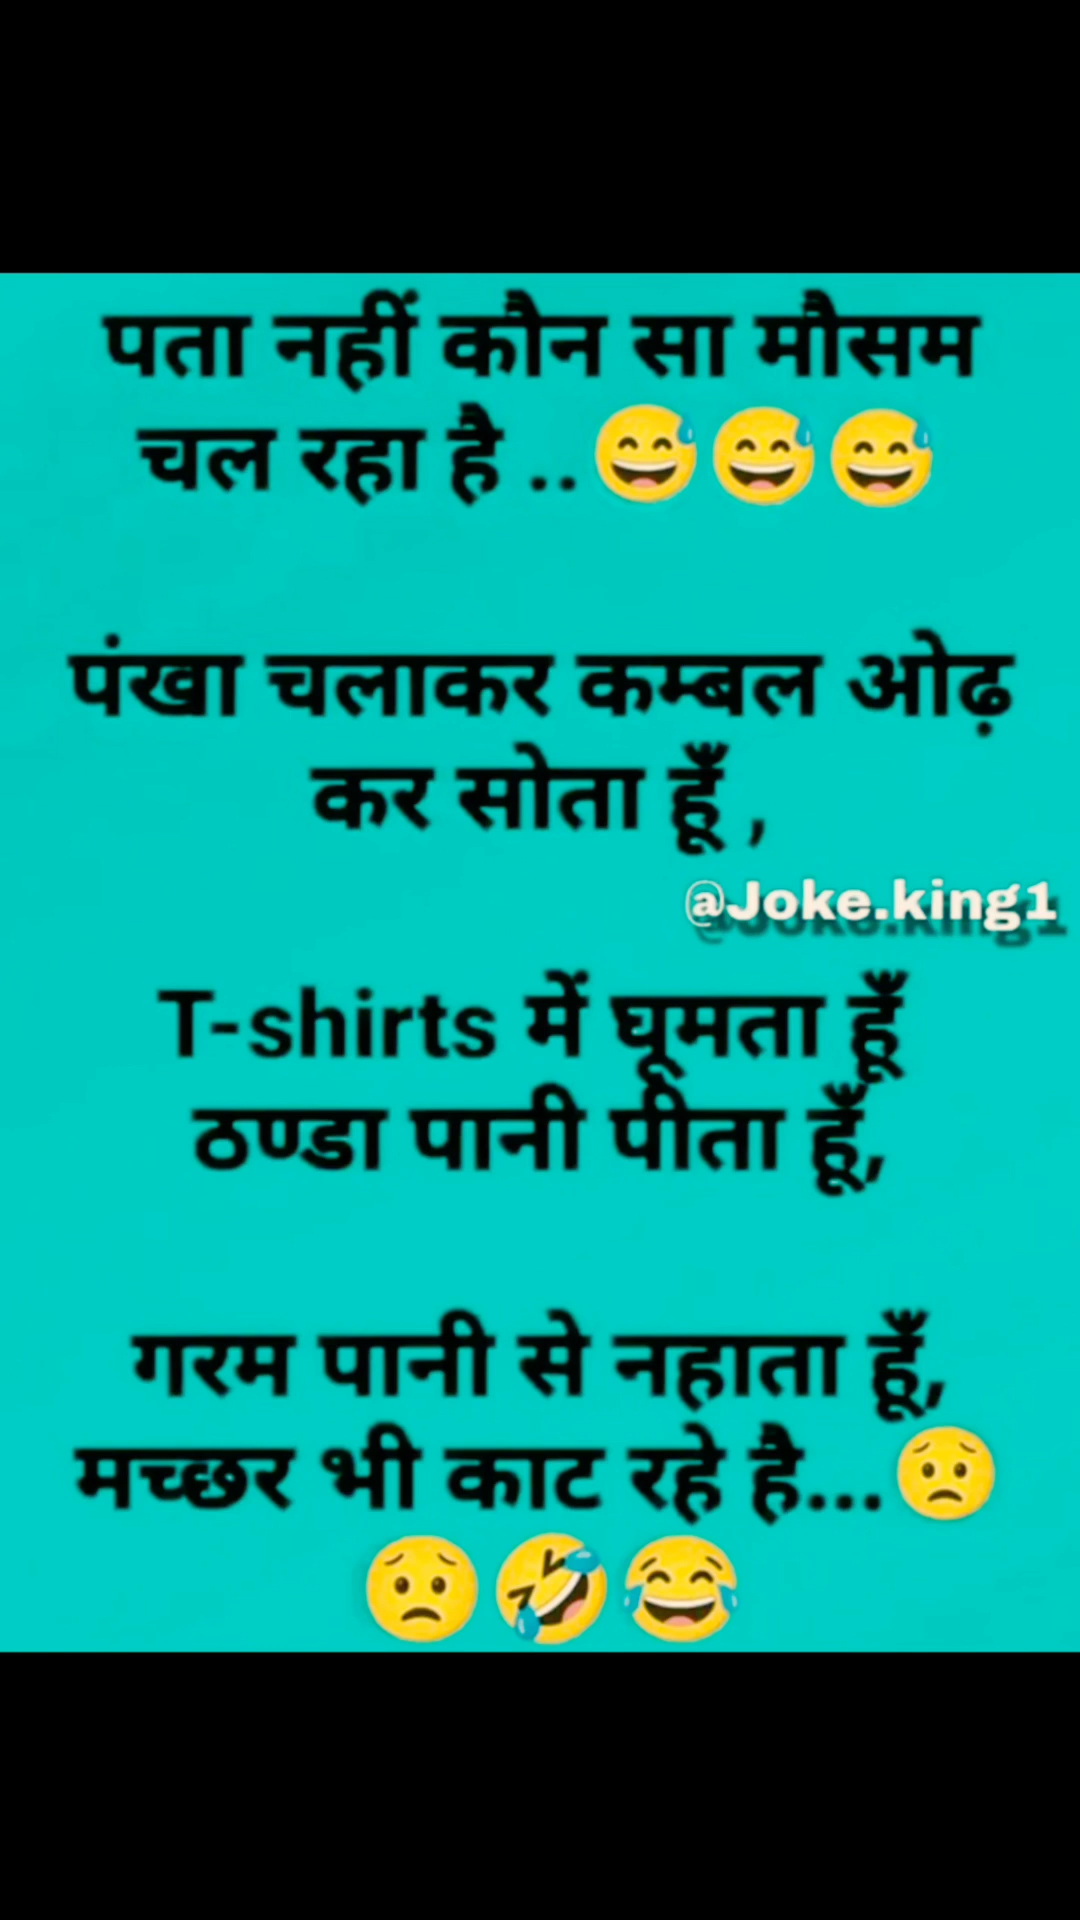 पता नहीं कौन सा मौसम
चल रहा है ..😅😅😅
पंखा चलाकर कम्बल ओढ़
कर सोता हूँ ,
@Joke.king1
T-shirts में घूमता हूँ
ठण्डा पानी पीता हूँ,
गरम पानी से नहाता हूँ,
मच्छर भी काट रहे है...😟
😟🤣😂